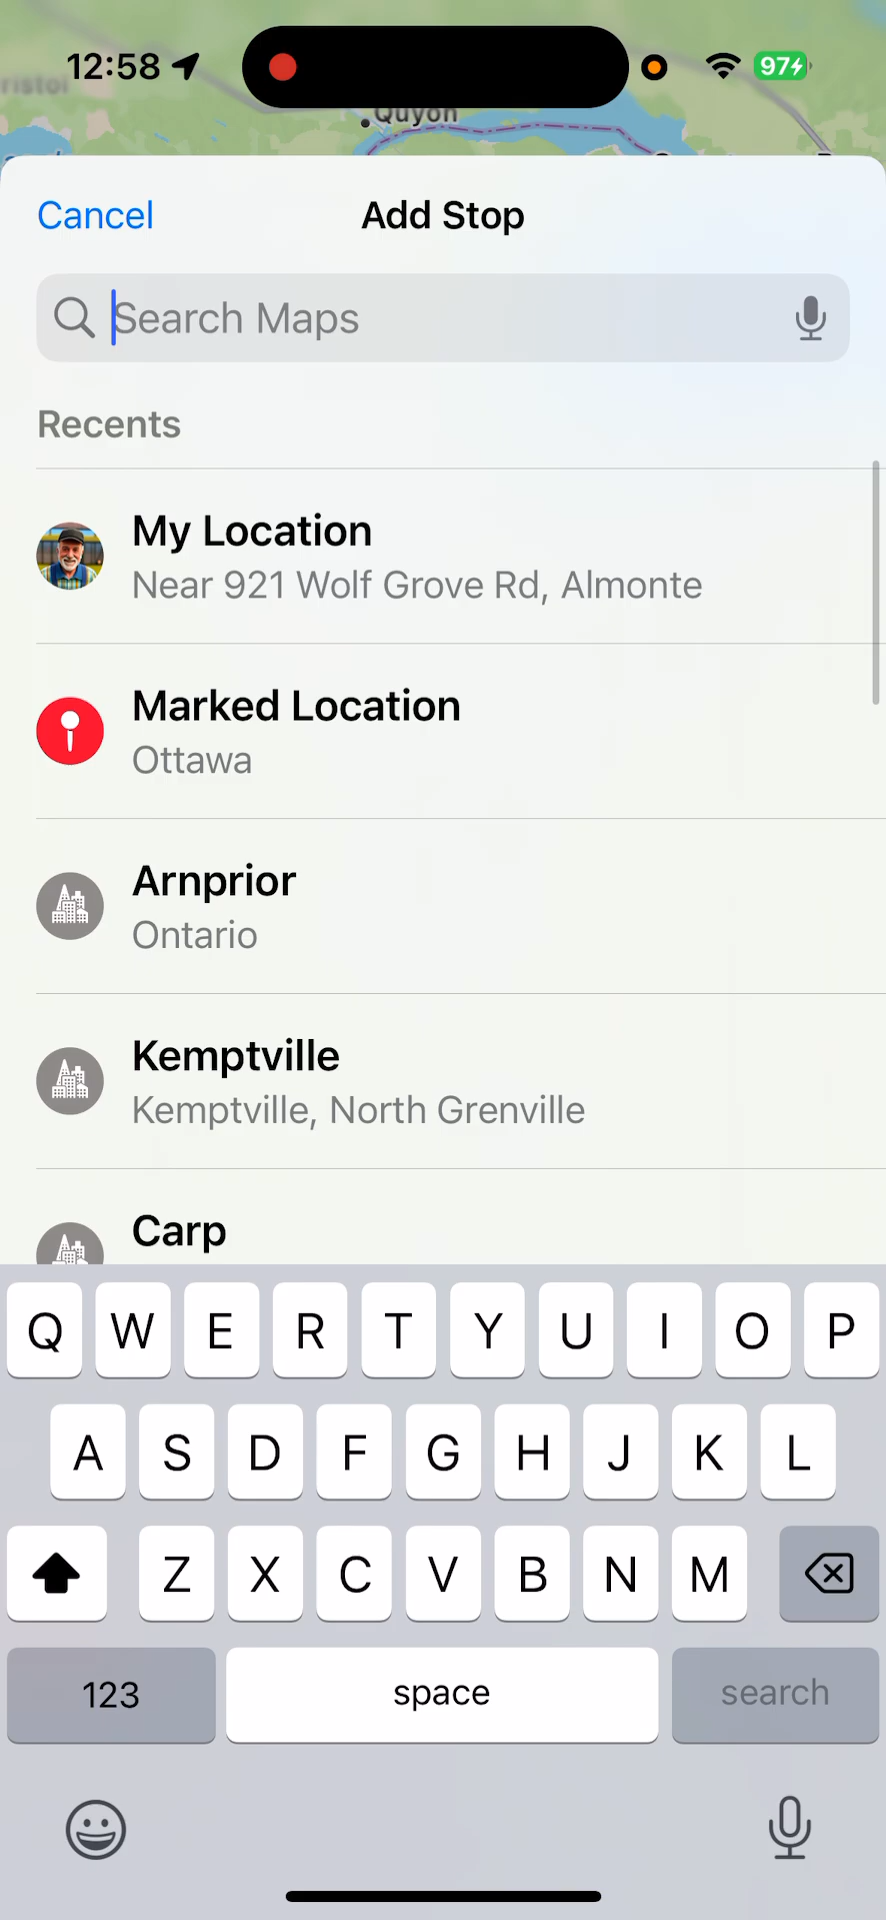 12:58
97
Quyon
Cancel
Add Stop
Search Maps
Recents
My Location
Near 921 Wolf Grove Rd, Almonte
Marked Location
Ottawa
Arnprior
Ontario
Kemptville
Kemptville, North Grenville
Carp
Q W E R T Y U I O P
A S D F G H J K L
Z X C V B N M
123
space
search